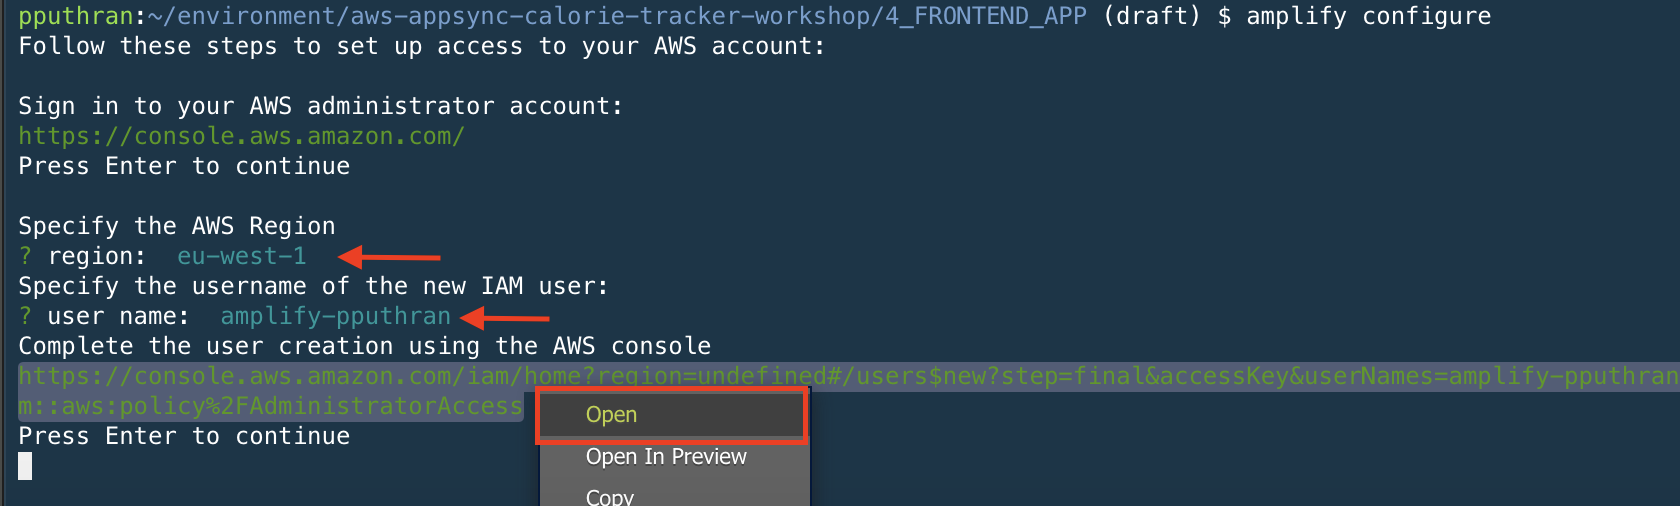 pputhran:~/environment/aws-appsync-calorie-tracker-workshop/4_FRONTEND_APP (draft) $ amplify configure
Follow these steps to set up access to your AWS account:
Sign in to your AWS administrator account:
https://console.aws.amazon.com/
Press Enter to continue
Specify the AWS Region
? region:  eu-west-1
Specify the username of the new IAM user:
? user name:  amplify-pputhran
Complete the user creation using the AWS console
https://console.aws.amazon.com/iam/home?region=undefined#/users$new?step=final&accessKey&userNames=amplify-pputhran
m::aws:policy%2FAdministratorAccess
Open
Press Enter to continue
Open In Preview
Copy